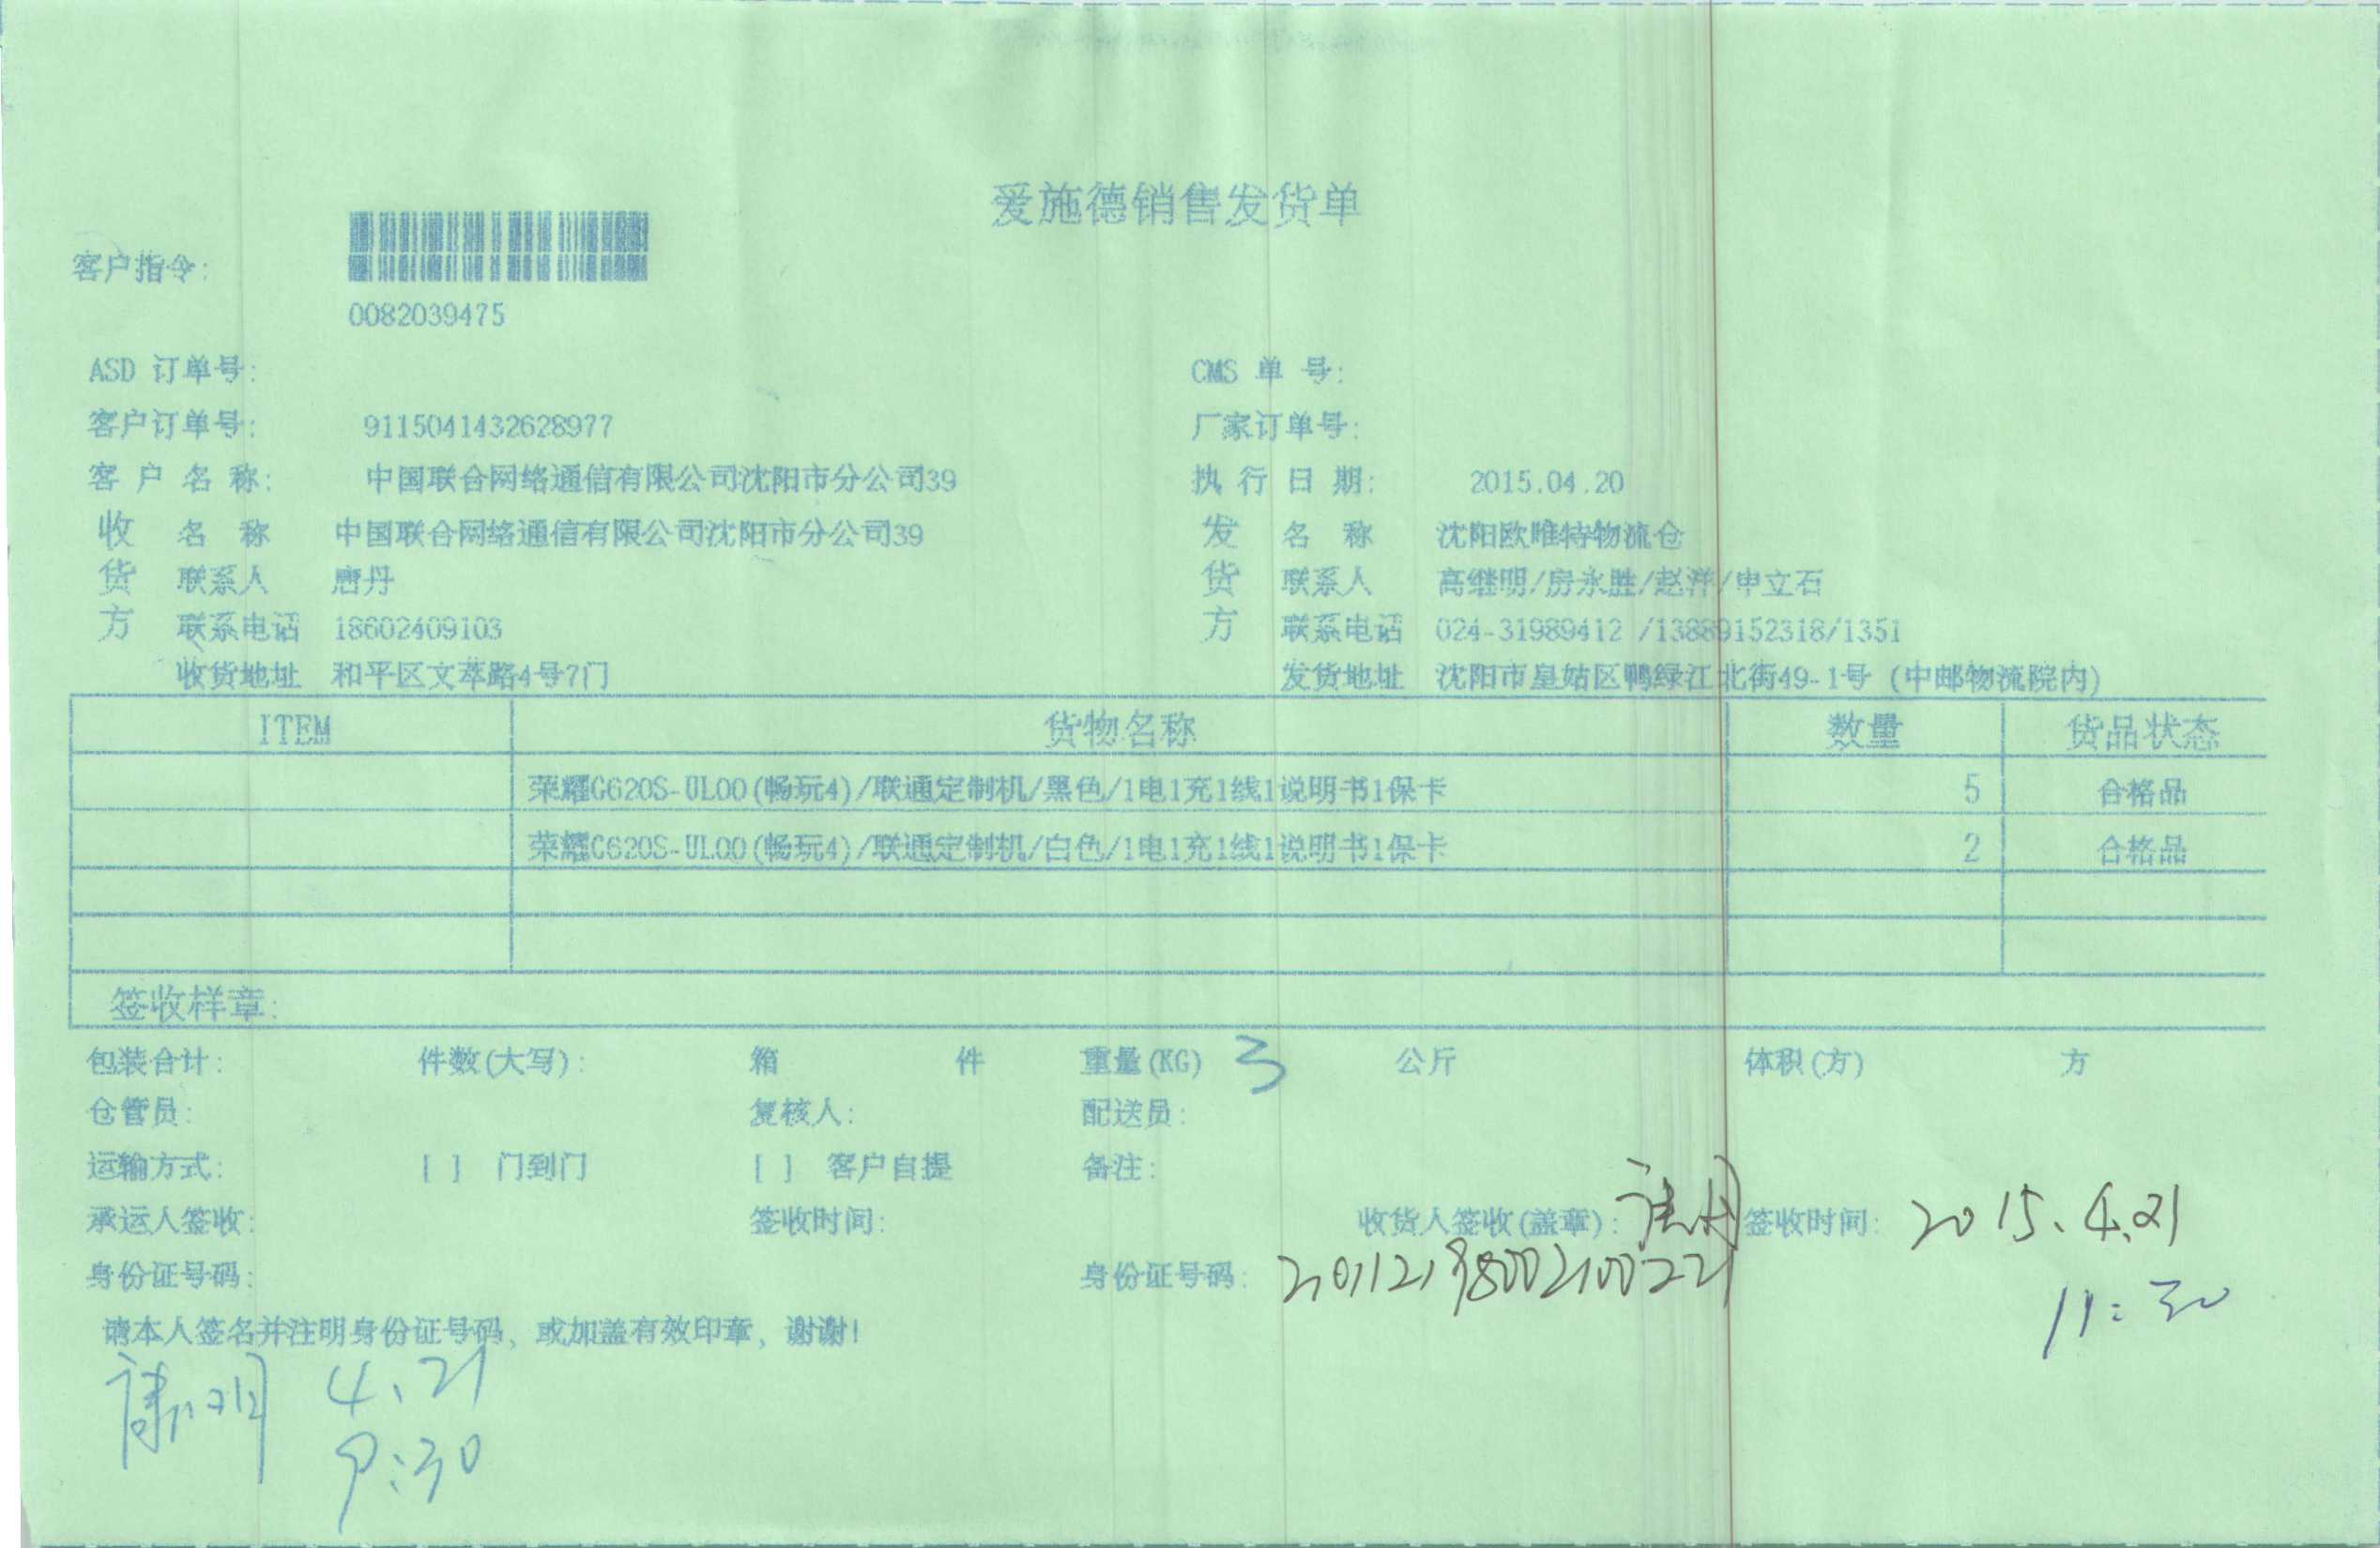 爱施德销售发货单
客户指令:
0082039475
ASD 订单号: CMS 单 号:
客户订单号: 9115041432628977 厂家订单号:
客 户 名 称: 中国联合网络通信有限公司沈阳市分公司39 执 行 日 期: 2015.04.20
收 名 称 中国联合网络通信有限公司沈阳市分公司39 发 名 称 沈阳欧唯特物流仓
货 联系人 唐丹 货 联系人 高继明/房永胜/赵洋/申立石
方 联系电话 18602409103 方 联系电话 024-31989412 /13889152318/1351
收货地址 和平区文萃路4号7门 发货地址 沈阳市皇姑区鸭绿江北街49-1号 (中邮物流院内)
ITEM 货物名称 数量 货品状态
荣耀C620S-UL00(畅玩4)/联通定制机/黑色/1电1充1线1说明书1保卡 5 合格品
荣耀C620S-UL00(畅玩4)/联通定制机/白色/1电1充1线1说明书1保卡 2 合格品
签收样章:
包装合计: 件数(大写): 箱 件 重量(KG) 3 公斤 体积(方) 方
仓管员: 复核人: 配送员:
运输方式: [ ] 门到门 [ ] 客户自提 备注:
承运人签收: 签收时间: 收货人签收(盖章): 签收时间: 2015.4.21
身份证号码: 身份证号码:
11:30
请本人签名并注明身份证号码、或加盖有效印章, 谢谢!
4.21
9:30